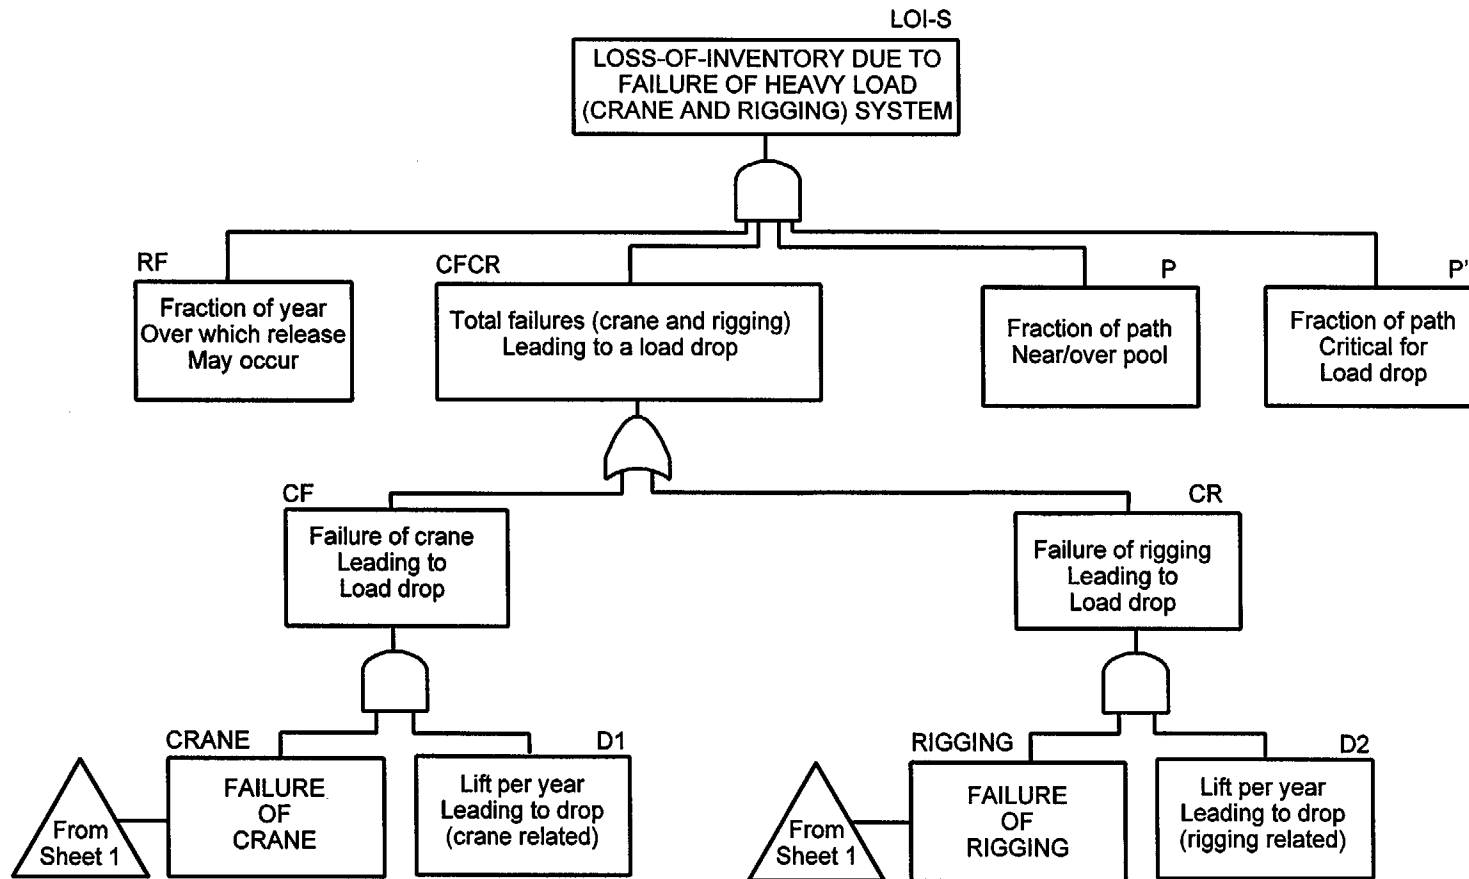 LOI-S
LOSS-OF-INVENTORY DUE TO
FAILURE OF HEAVY LOAD
(CRANE AND RIGGING) SYSTEM
RF
Fraction of year
Over which release
May occur
CFCR
Total failures (crane and rigging)
Leading to a load drop
P
Fraction of path
Near/over pool
P'
Fraction of path
Critical for
Load drop
CF
Failure of crane
Leading to
Load drop
CR
Failure of rigging
Leading to
Load drop
From
Sheet 1
CRANE
FAILURE
OF
CRANE
D1
Lift per year
Leading to drop
(crane related)
From
Sheet 1
RIGGING
FAILURE
OF
RIGGING
D2
Lift per year
Leading to drop
(rigging related)